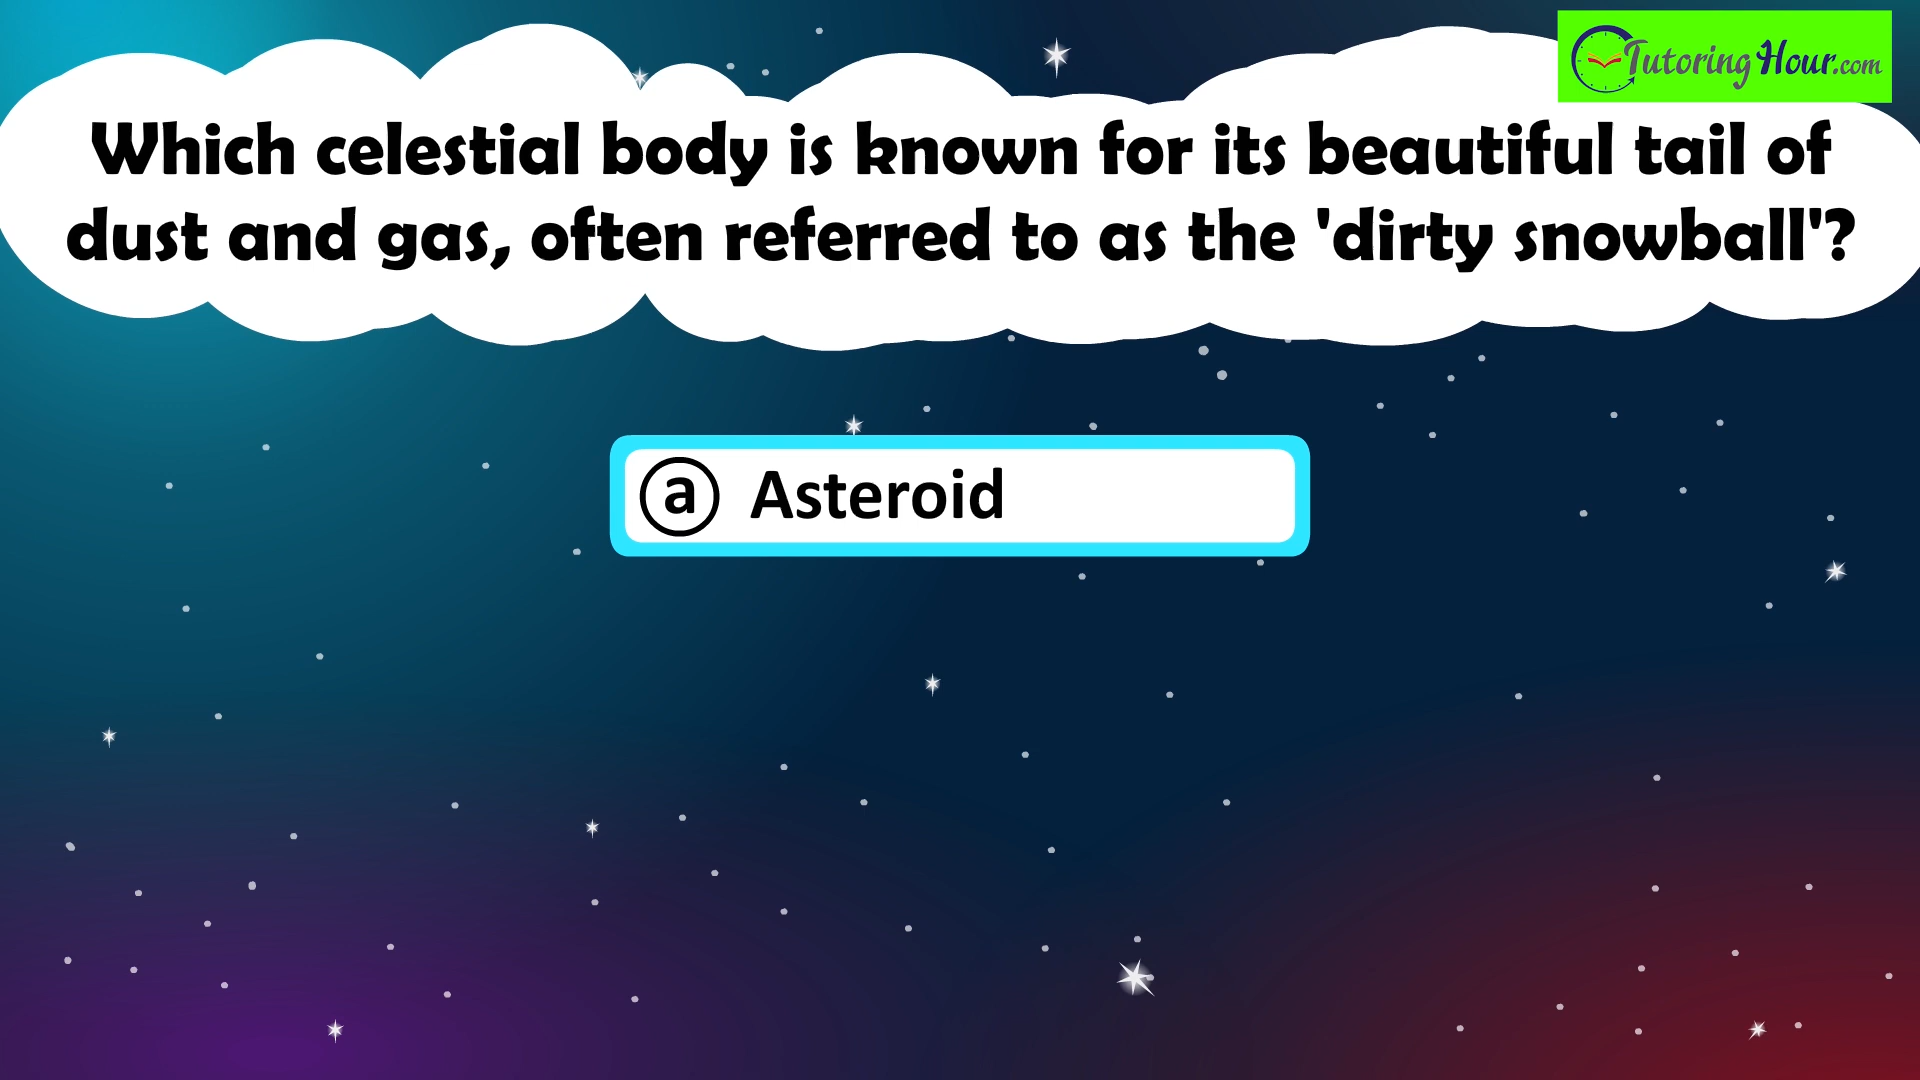 TutoringHour.com
Which celestial body is known for its beautiful tail of
dust and gas, often referred to as the 'dirty snowball'?
a Asteroid